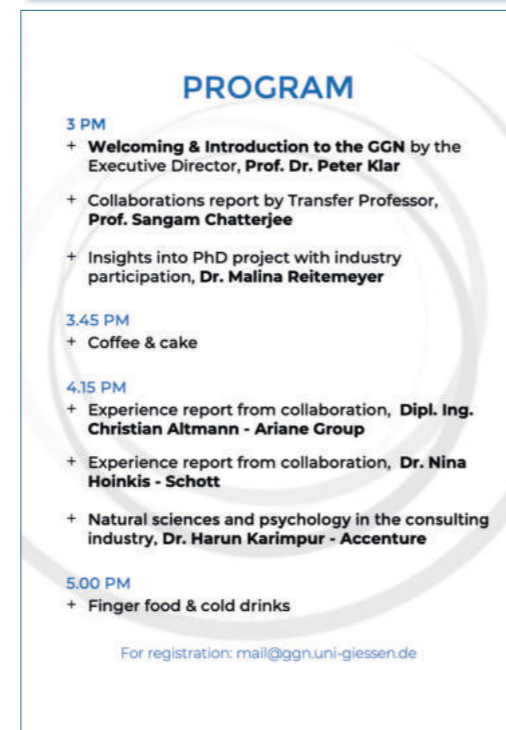 PROGRAM
3 PM
+ Welcoming & Introduction to the GGN by the
Executive Director, Prof. Dr. Peter Klar
+ Collaborations report by Transfer Professor,
Prof. Sangam Chatterjee
+ Insights into PhD project with industry
participation, Dr. Malina Reitemeyer
3.45 PM
+ Coffee & cake
4.15 PM
+ Experience report from collaboration, Dipl. Ing.
Christian Altmann - Ariane Group
+ Experience report from collaboration, Dr. Nina
Hoinkis - Schott
+ Natural sciences and psychology in the consulting
industry, Dr. Harun Karimpur - Accenture
5.00 PM
+ Finger food & cold drinks
For registration: mail@ggn.uni-giessen.de